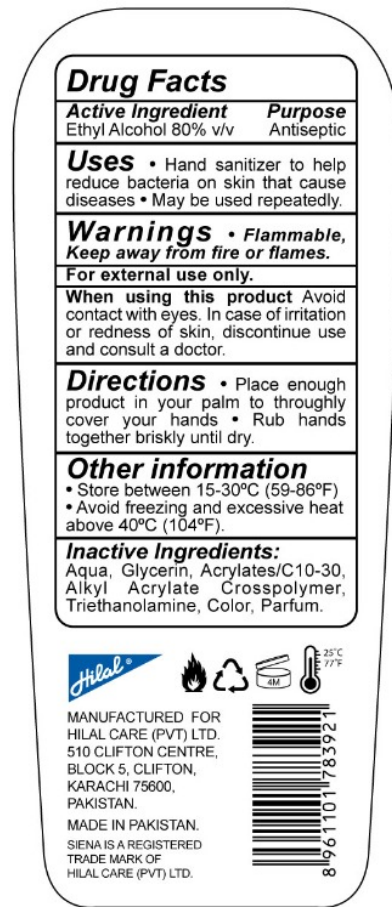 Drug Facts
Active Ingredient Purpose
Ethyl Alcohol 80% v/v Antiseptic
Uses • Hand sanitizer to help
reduce bacteria on skin that cause
diseases • May be used repeatedly.
Warnings • Flammable,
Keep away from fire or flames.
For external use only.
When using this product Avoid
contact with eyes. In case of irritation
or redness of skin, discontinue use
and consult a doctor.
Directions • Place enough
product in your palm to throughly
cover your hands • Rub hands
together briskly until dry.
Other information
• Store between 15-30ºC (59-86ºF)
• Avoid freezing and excessive heat
above 40ºC (104ºF).
Inactive Ingredients:
Aqua, Glycerin, Acrylates/C10-30,
Alkyl Acrylate Crosspolymer,
Triethanolamine, Color, Parfum.
Hilal®
4M
25˚C
77˚F
MANUFACTURED FOR
HILAL CARE (PVT) LTD.
510 CLIFTON CENTRE,
BLOCK 5, CLIFTON,
KARACHI 75600,
PAKISTAN.
MADE IN PAKISTAN.
SIENA IS A REGISTERED
TRADE MARK OF
HILAL CARE (PVT) LTD.
8 961101 783921